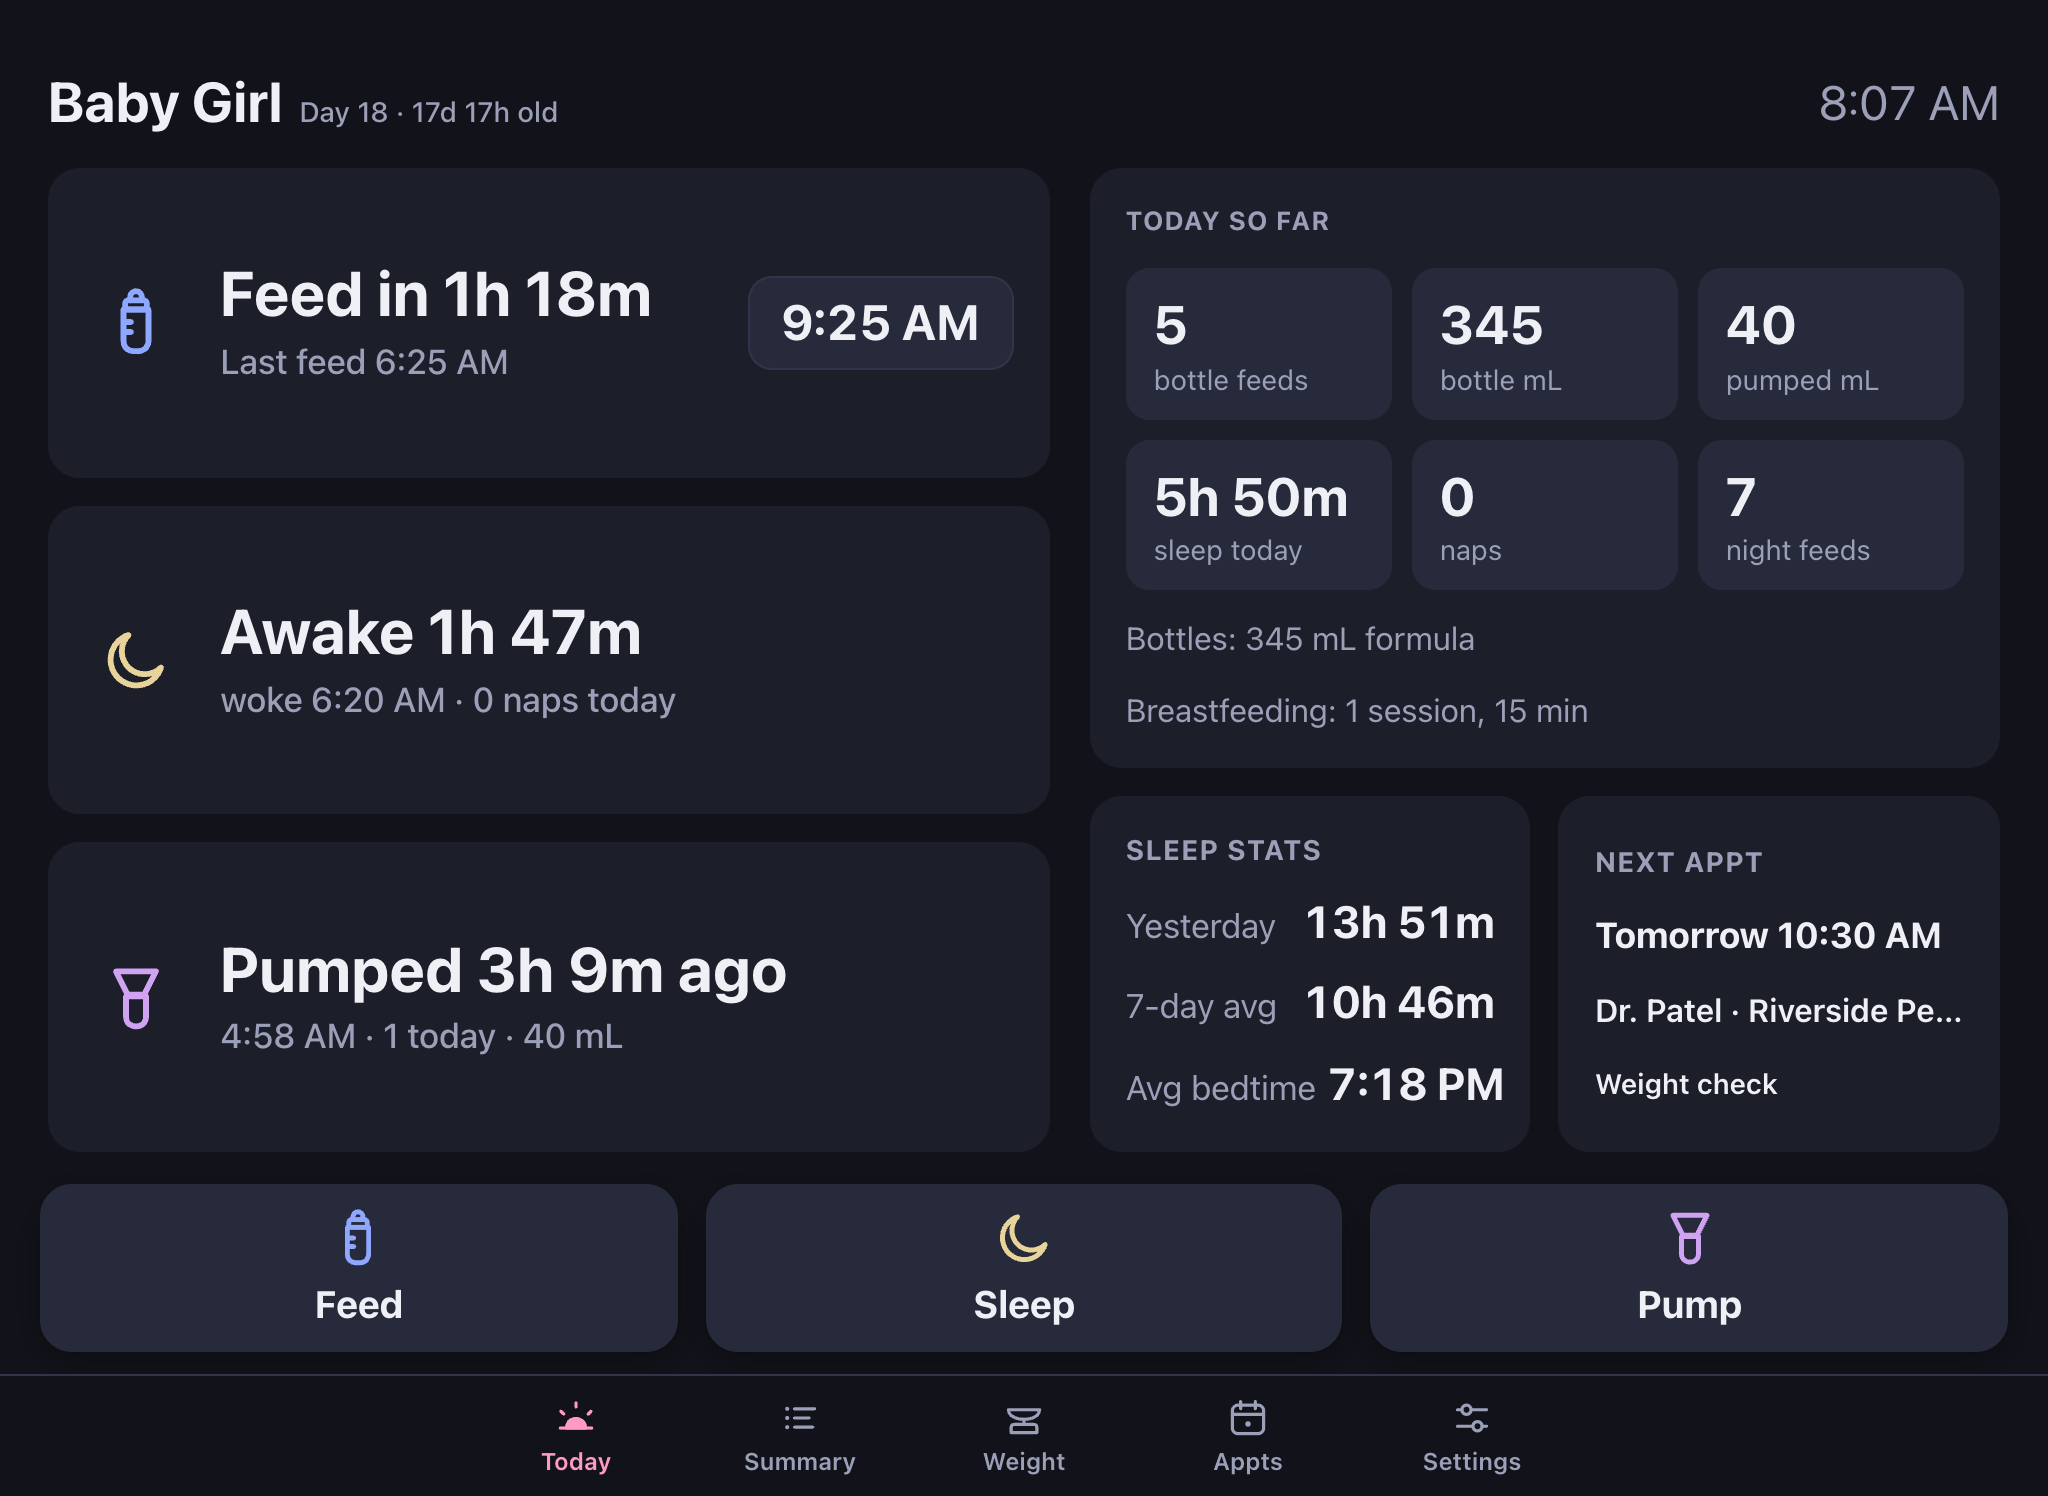 Baby Girl Day 18 · 17d 17h old
8:07 AM
Feed in 1h 18m
Last feed 6:25 AM
9:25 AM
Awake 1h 47m
woke 6:20 AM · 0 naps today
Pumped 3h 9m ago
4:58 AM · 1 today · 40 mL
TODAY SO FAR
5
bottle feeds
345
bottle mL
40
pumped mL
5h 50m
sleep today
0
naps
7
night feeds
Bottles: 345 mL formula
Breastfeeding: 1 session, 15 min
SLEEP STATS
Yesterday 13h 51m
7-day avg 10h 46m
Avg bedtime 7:18 PM
NEXT APPT
Tomorrow 10:30 AM
Dr. Patel · Riverside Pe...
Weight check
Feed
Sleep
Pump
Today
Summary
Weight
Appts
Settings